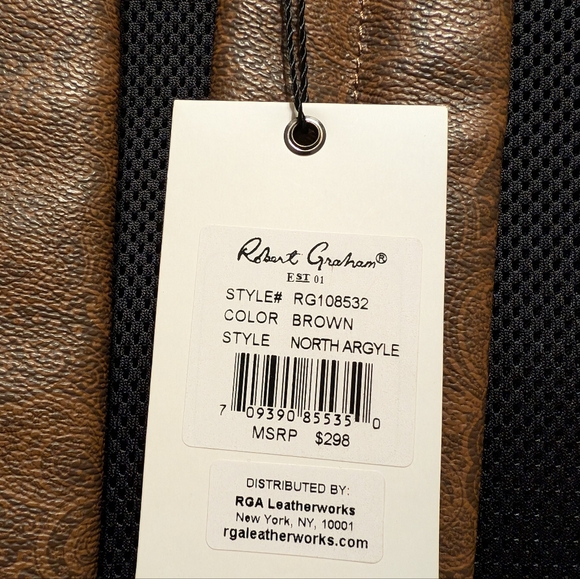 Robert Graham®
EST 01
STYLE# RG108532
COLOR BROWN
STYLE NORTH ARGYLE
7 09390 85535 0
MSRP $298
DISTRIBUTED BY:
RGA Leatherworks
New York, NY, 10001
rgaleatherworks.com